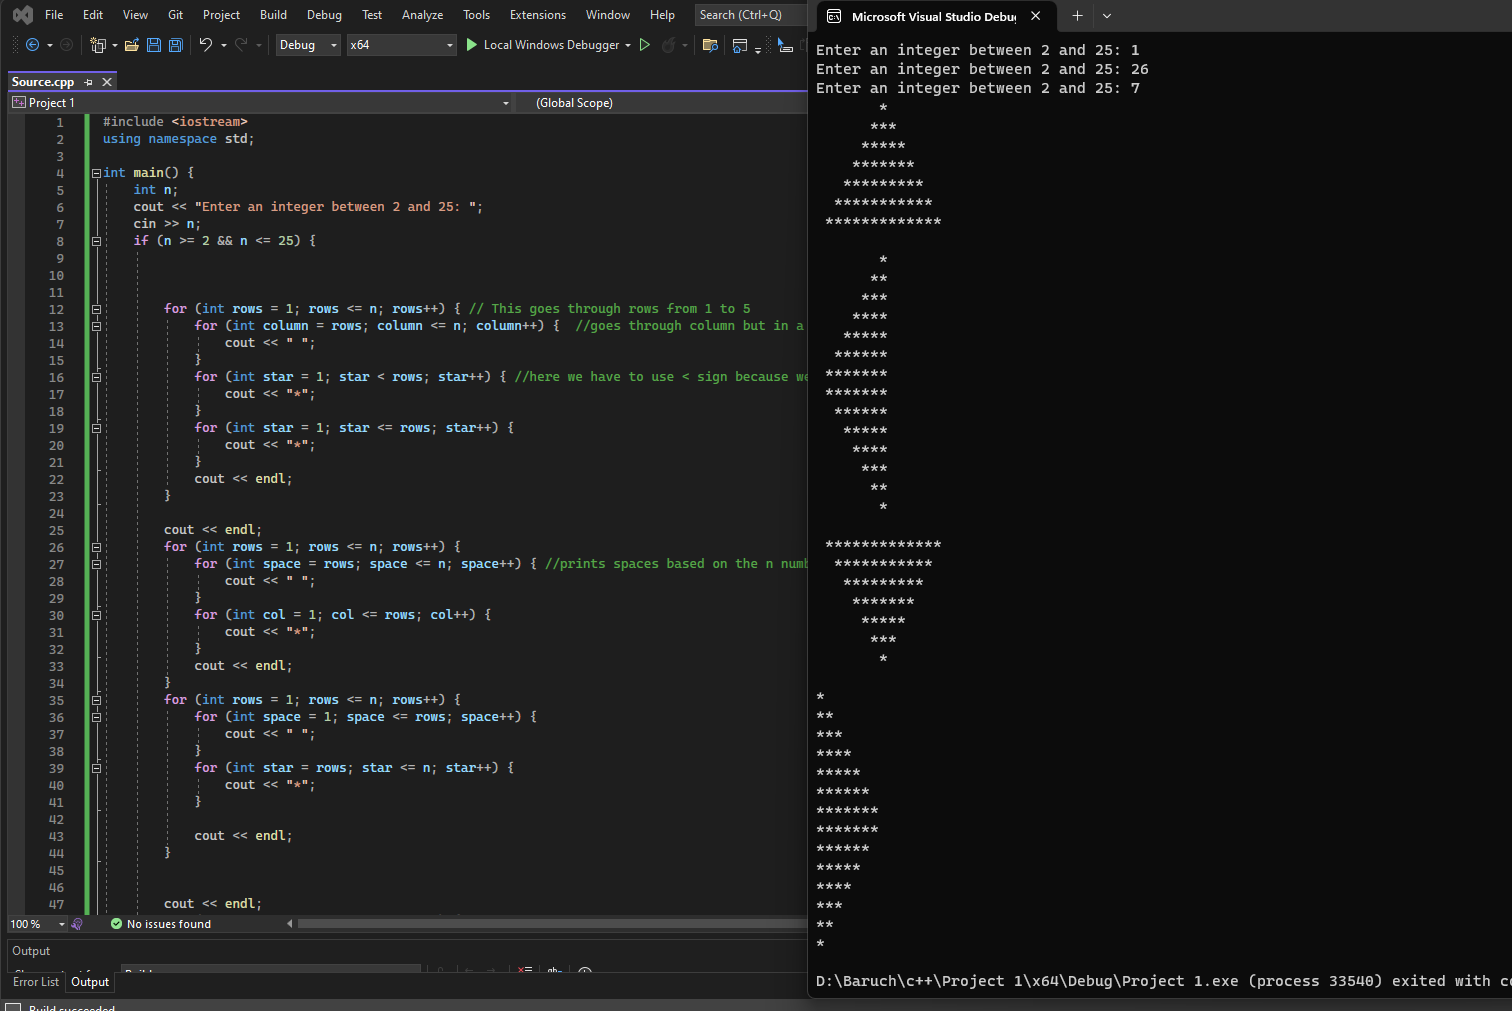 File Edit View Git Project Build Debug Test Analyze Tools Extensions Window Help Search (Ctrl+Q)
Debug x64 Local Windows Debugger
Source.cpp
Project 1 (Global Scope)
1 #include <iostream>
2 using namespace std;
3
4 int main() {
5 int n;
6 cout << "Enter an integer between 2 and 25: ";
7 cin >> n;
8 if (n >= 2 && n <= 25) {
9
10
11
12 for (int rows = 1; rows <= n; rows++) { // This goes through rows from 1 to 5
13 for (int column = rows; column <= n; column++) { //goes through column but in a
14 cout << " ";
15 }
16 for (int star = 1; star < rows; star++) { //here we have to use < sign because we
17 cout << "*";
18 }
19 for (int star = 1; star <= rows; star++) {
20 cout << "*";
21 }
22 cout << endl;
23 }
24
25 cout << endl;
26 for (int rows = 1; rows <= n; rows++) {
27 for (int space = rows; space <= n; space++) { //prints spaces based on the n numb
28 cout << " ";
29 }
30 for (int col = 1; col <= rows; col++) {
31 cout << "*";
32 }
33 cout << endl;
34 }
35 for (int rows = 1; rows <= n; rows++) {
36 for (int space = 1; space <= rows; space++) {
37 cout << " ";
38 }
39 for (int star = rows; star <= n; star++) {
40 cout << "*";
41 }
42
43 cout << endl;
44 }
45
46
47 cout << endl;
100 % No issues found
Output
Error List Output
Build succeeded
Microsoft Visual Studio Debug
Enter an integer between 2 and 25: 1
Enter an integer between 2 and 25: 26
Enter an integer between 2 and 25: 7
       *
      ***
     *****
    *******
   *********
  ***********
 *************

       *
      **
     ***
    ****
   *****
  ******
 *******
 *******
  ******
   *****
    ****
     ***
      **
       *

 *************
  ***********
   *********
    *******
     *****
      ***
       *

*
**
***
****
*****
******
*******
*******
******
*****
****
***
**
*

D:\Baruch\c++\Project 1\x64\Debug\Project 1.exe (process 33540) exited with co